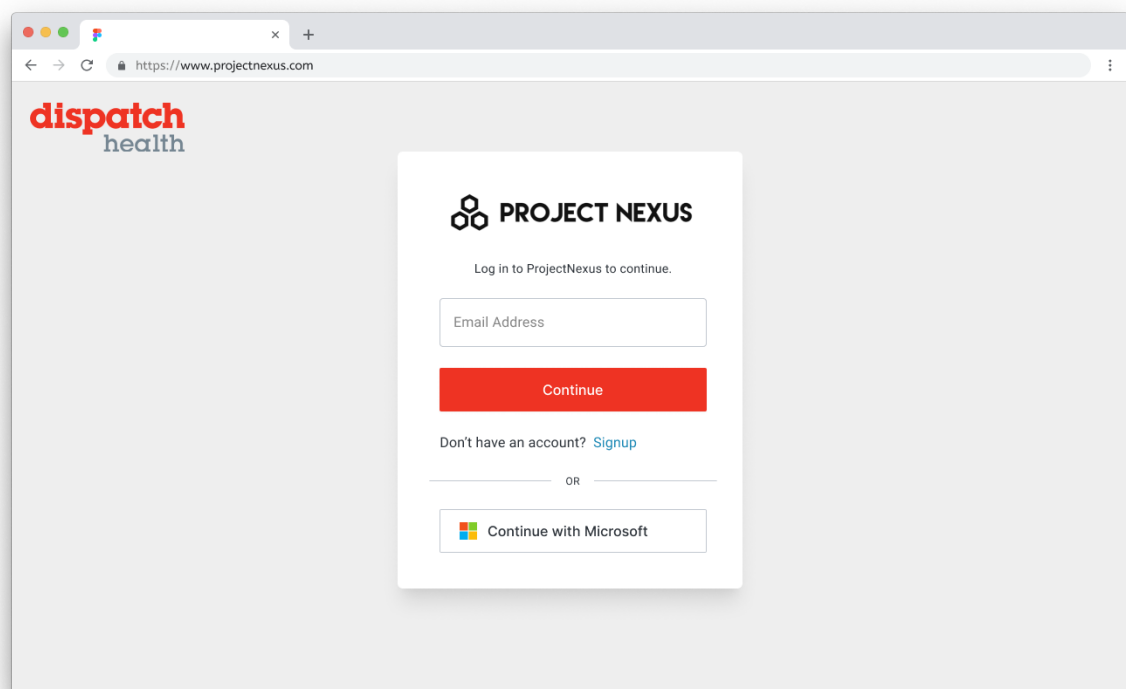 https://www.projectnexus.com
dispatch
health
PROJECT NEXUS
Log in to ProjectNexus to continue.
Email Address
Continue
Don't have an account? Signup
OR
Continue with Microsoft